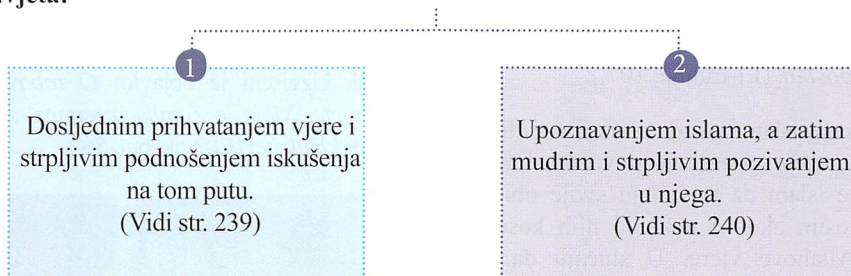 1
Dosljednim prihvatanjem vjere i
strpljivim podnošenjem iskušenja
na tom putu.
(Vidi str. 239)
2
Upoznavanjem islama, a zatim
mudrim i strpljivim pozivanjem
u njega.
(Vidi str. 240)